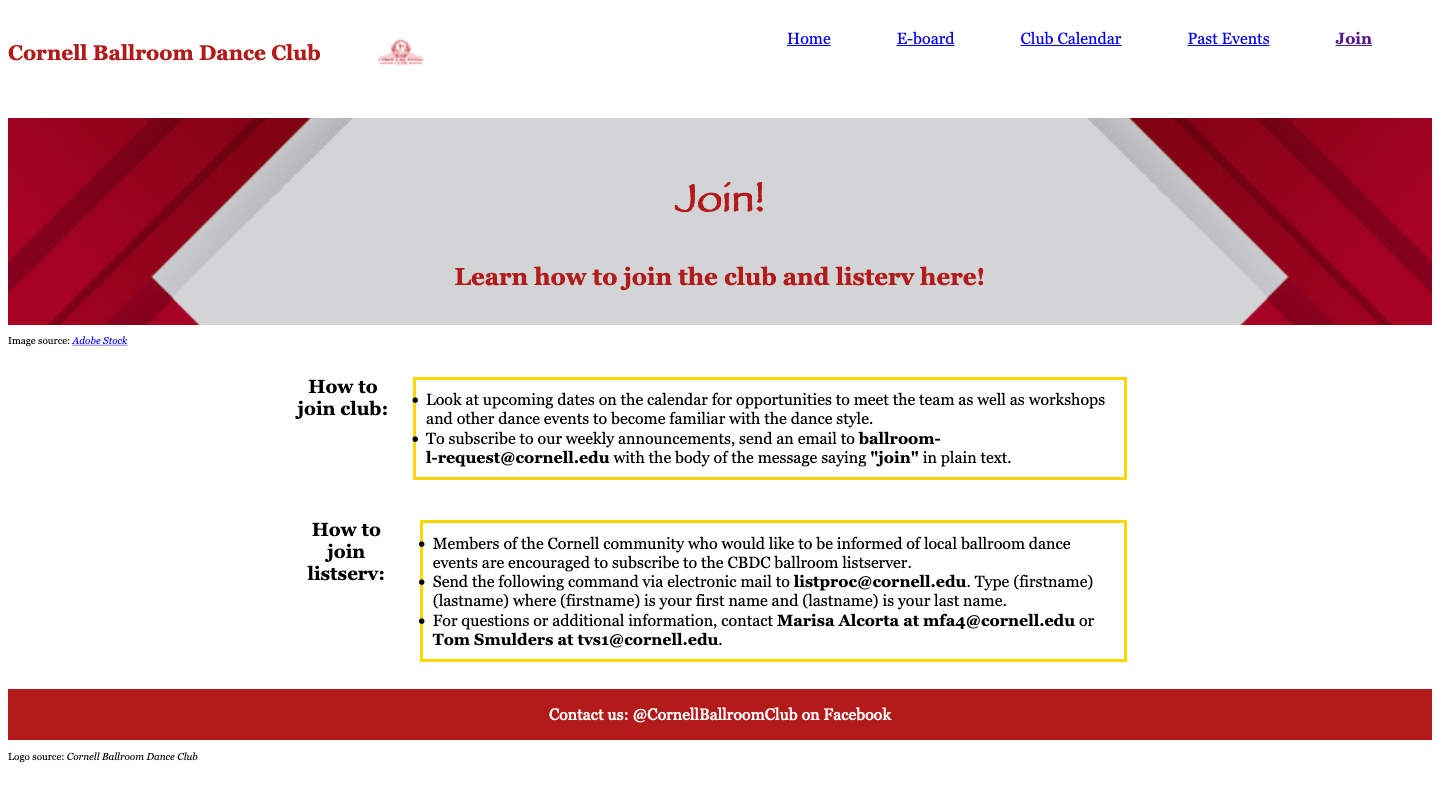 Cornell Ballroom Dance Club
Home E-board Club Calendar Past Events Join
Join!
Learn how to join the club and listerv here!
Image source: Adobe Stock
How to
join club:
• Look at upcoming dates on the calendar for opportunities to meet the team as well as workshops
and other dance events to become familiar with the dance style.
• To subscribe to our weekly announcements, send an email to ballroom-
l-request@cornell.edu with the body of the message saying "join" in plain text.
How to
join
listserv:
• Members of the Cornell community who would like to be informed of local ballroom dance
events are encouraged to subscribe to the CBDC ballroom listserver.
• Send the following command via electronic mail to listproc@cornell.edu. Type (firstname)
(lastname) where (firstname) is your first name and (lastname) is your last name.
• For questions or additional information, contact Marisa Alcorta at mfa4@cornell.edu or
Tom Smulders at tvs1@cornell.edu.
Contact us: @CornellBallroomClub on Facebook
Logo source: Cornell Ballroom Dance Club